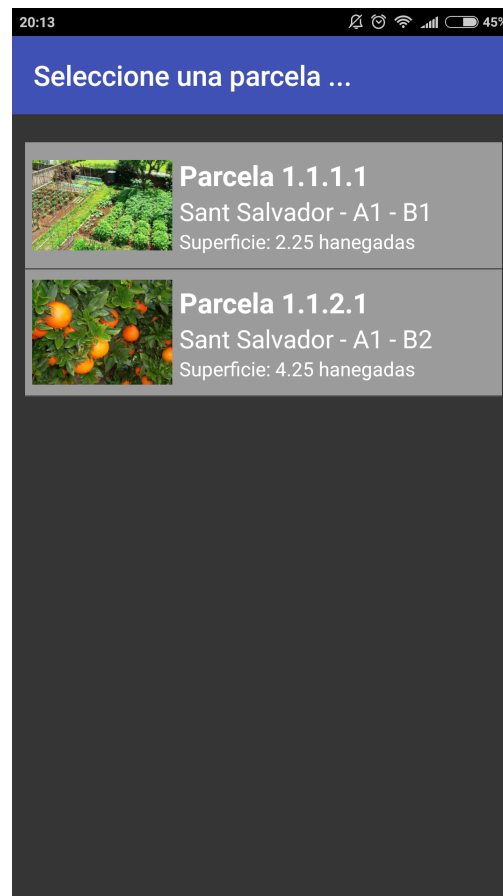 20:13
45%
Seleccione una parcela ...
Parcela 1.1.1.1
Sant Salvador - A1 - B1
Superficie: 2.25 hanegadas
Parcela 1.1.2.1
Sant Salvador - A1 - B2
Superficie: 4.25 hanegadas